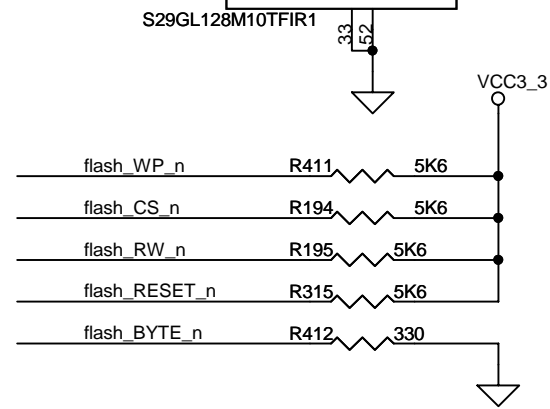 S29GL128M10TFIR1
33
52
VCC3_3
flash_WP_n R411 5K6
flash_CS_n R194 5K6
flash_RW_n R195 5K6
flash_RESET_n R315 5K6
flash_BYTE_n R412 330